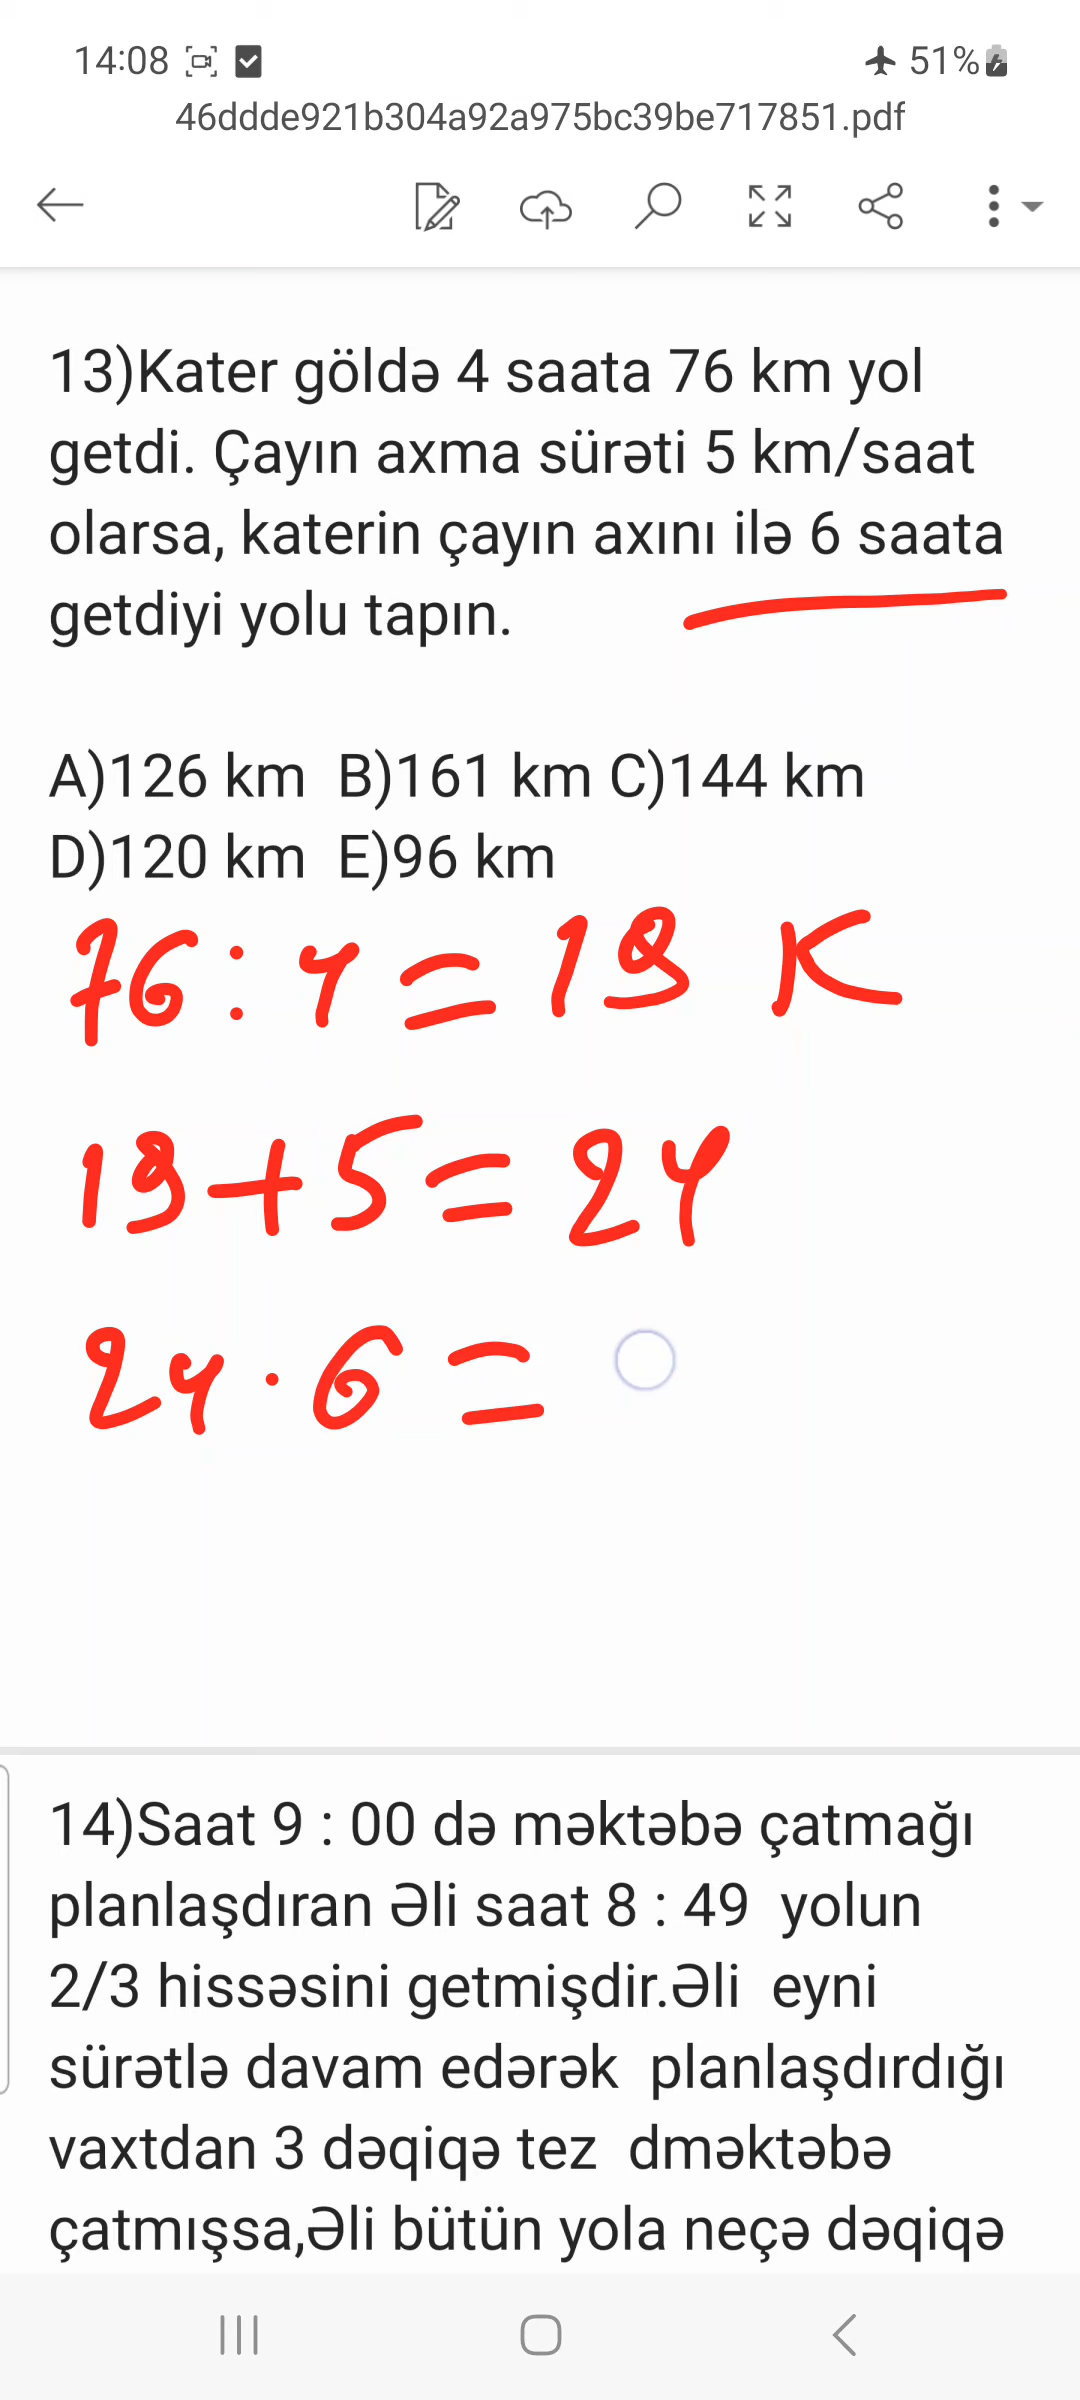 14:08 51%
46ddde921b304a92a975bc39be717851.pdf
13)Kater göldə 4 saata 76 km yol
getdi. Çayın axma sürəti 5 km/saat
olarsa, katerin çayın axını ilə 6 saata
getdiyi yolu tapın.
A)126 km B)161 km C)144 km
D)120 km E)96 km
76 : 4 = 19 K
19 + 5 = 24
24 · 6 =
14)Saat 9 : 00 də məktəbə çatmağı
planlaşdıran Əli saat 8 : 49 yolun
2/3 hissəsini getmişdir.Əli eyni
sürətlə davam edərək planlaşdırdığı
vaxtdan 3 dəqiqə tez dməktəbə
çatmışsa,Əli bütün yola neçə dəqiqə